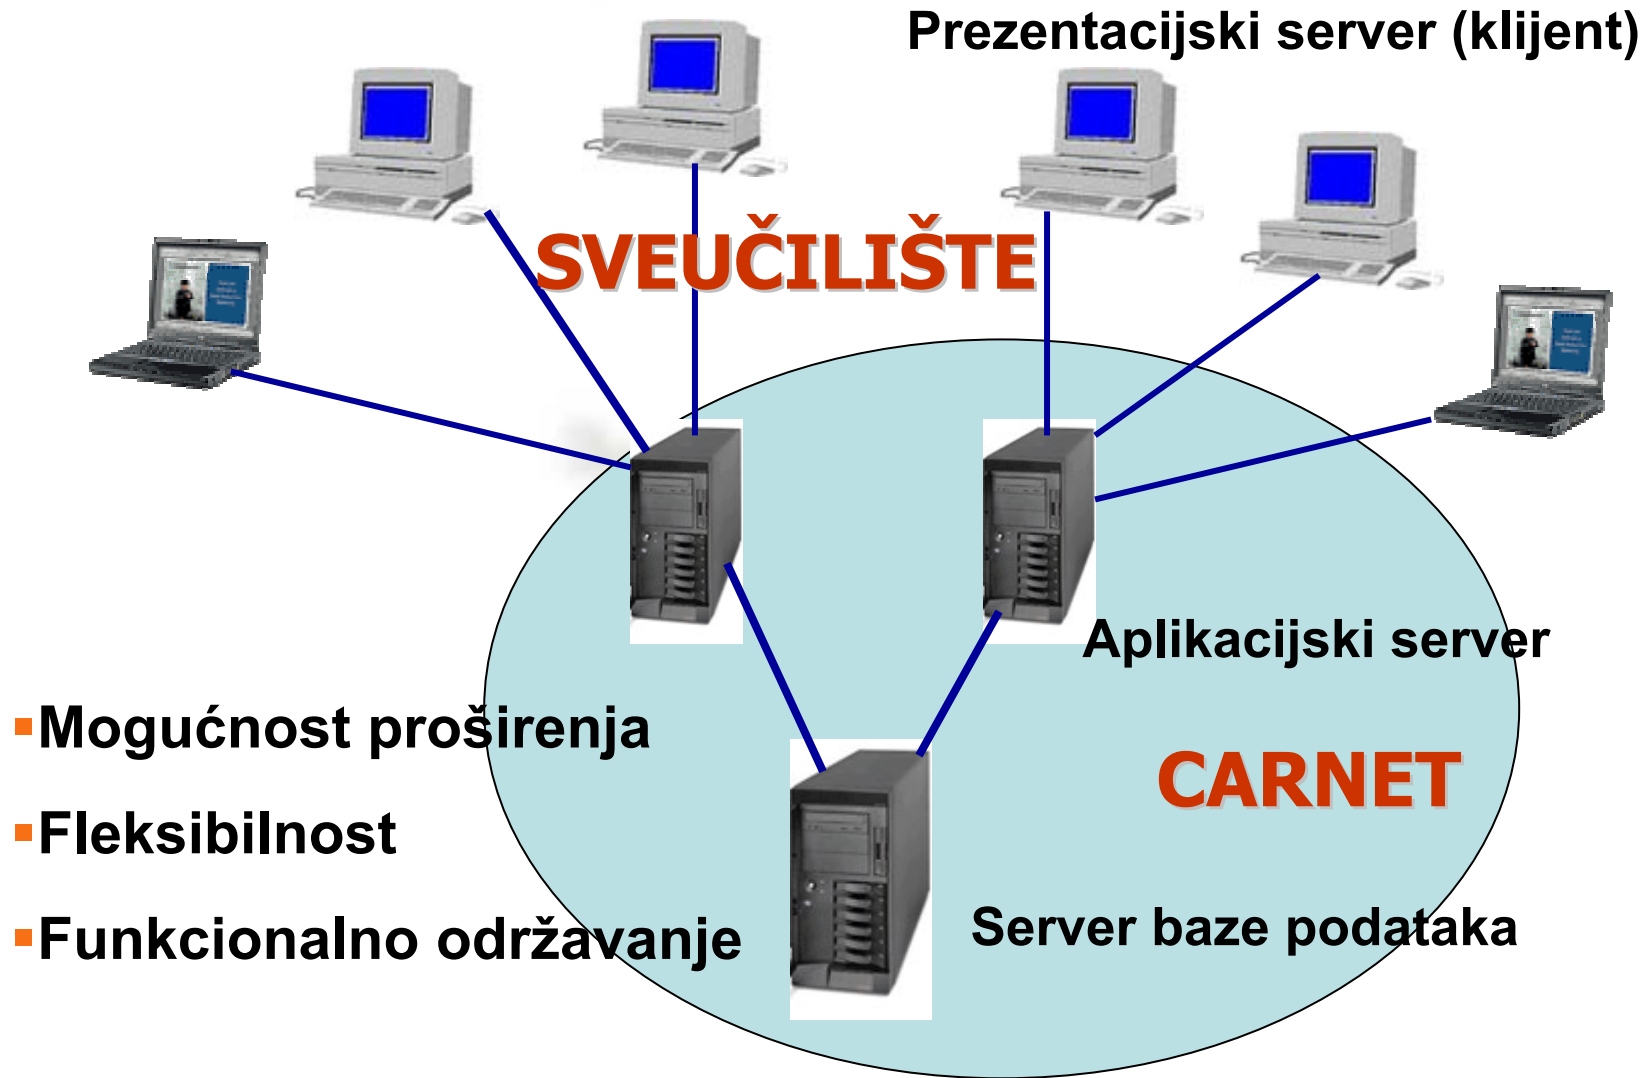 Prezentacijski server (klijent)
SVEUČILIŠTE
Aplikacijski server
▪Mogućnost proširenja
CARNET
▪Fleksibilnost
Server baze podataka
▪Funkcionalno održavanje